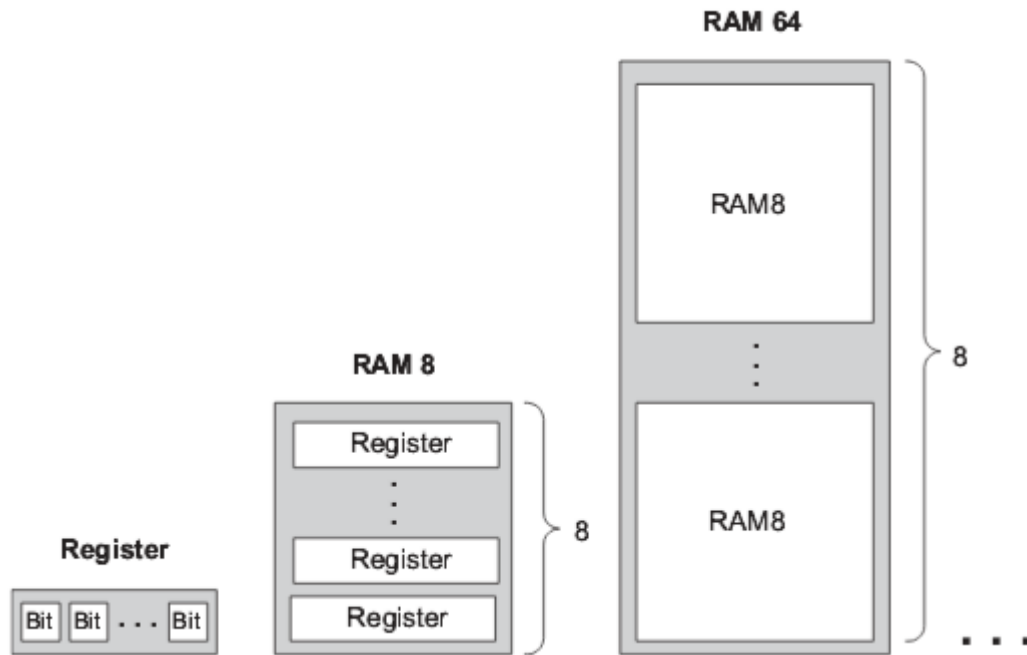 RAM 64
RAM8
8
RAM 8
Register
Register
Register
8
RAM8
Register
Bit Bit . . . Bit
. . .